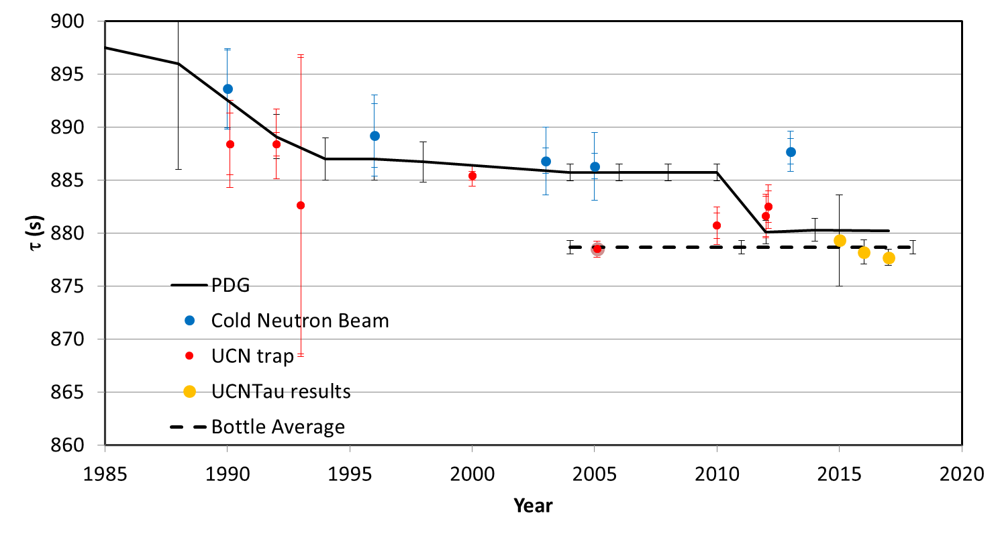 900
895
890
885
880
875
870
865
860
τ (s)
PDG
Cold Neutron Beam
UCN trap
UCNTau results
Bottle Average
1985 1990 1995 2000 2005 2010 2015 2020
Year